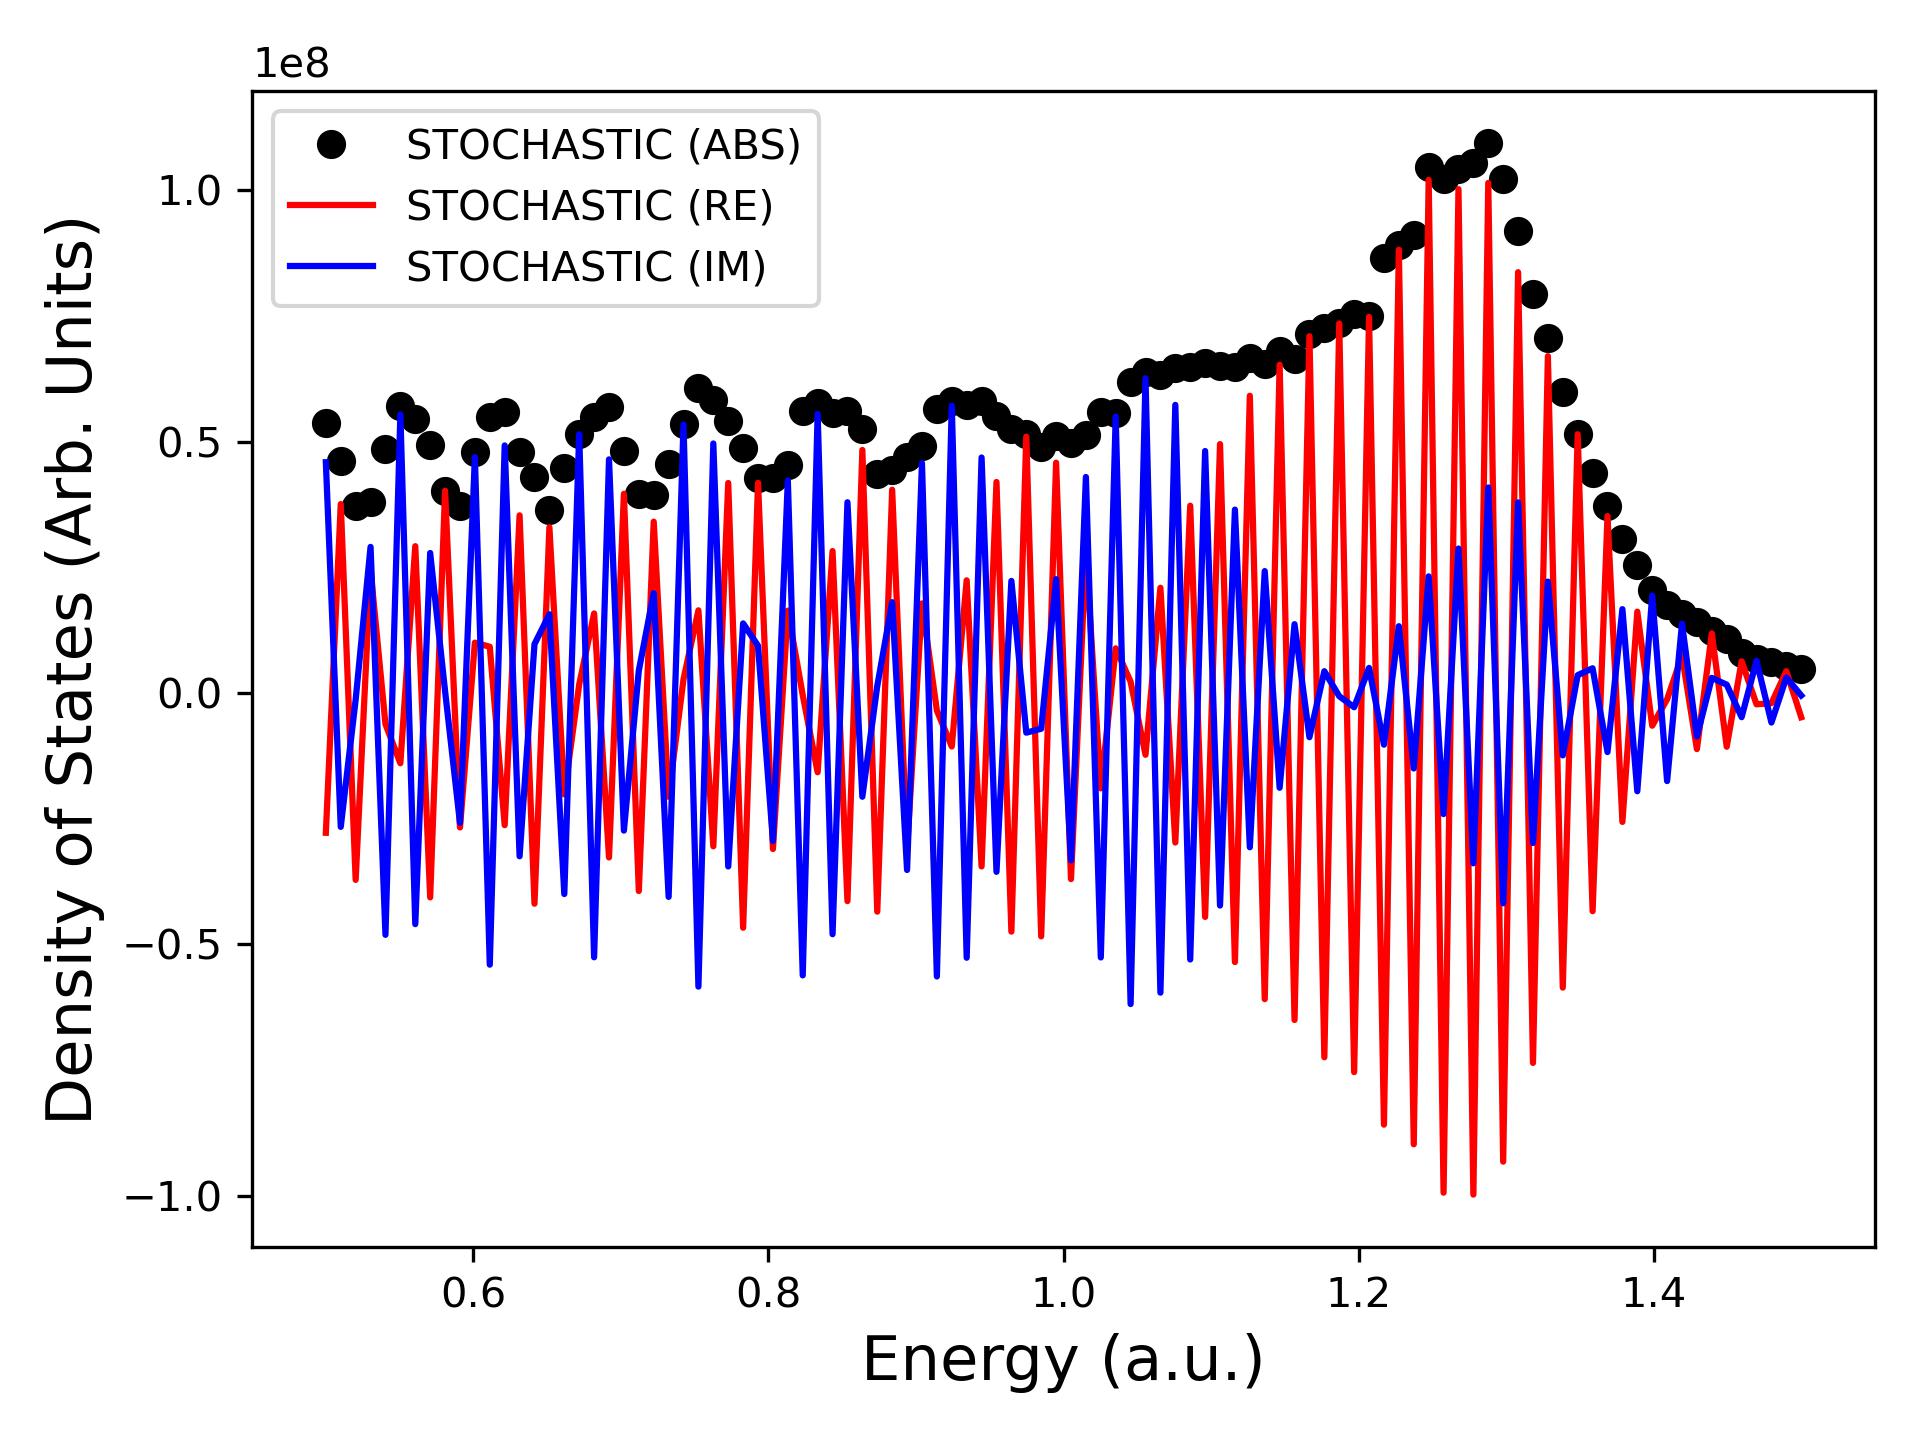 1e8
STOCHASTIC (ABS)
STOCHASTIC (RE)
STOCHASTIC (IM)
Density of States (Arb. Units)
1.0
0.5
0.0
−0.5
−1.0
0.6 0.8 1.0 1.2 1.4
Energy (a.u.)